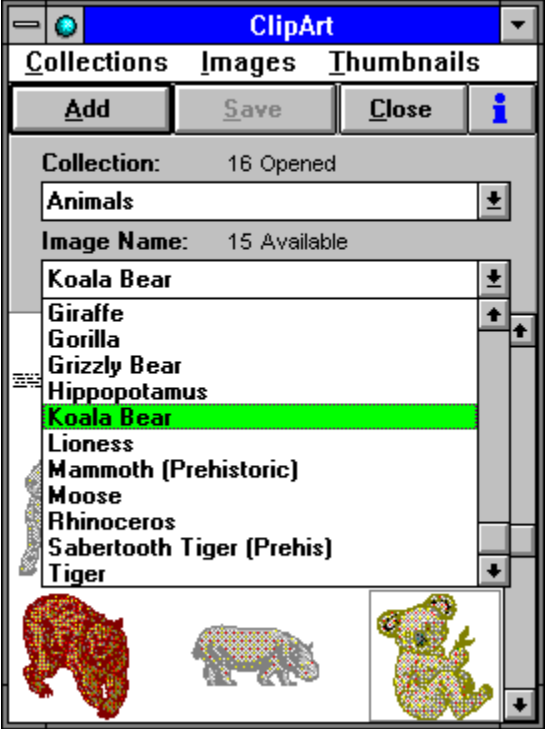 ClipArt
Collections Images Thumbnails
Add Save Close i
Collection: 16 Opened
Animals
Image Name: 15 Available
Koala Bear
Giraffe
Gorilla
Grizzly Bear
Hippopotamus
Koala Bear
Lioness
Mammoth (Prehistoric)
Moose
Rhinoceros
Sabertooth Tiger (Prehis)
Tiger